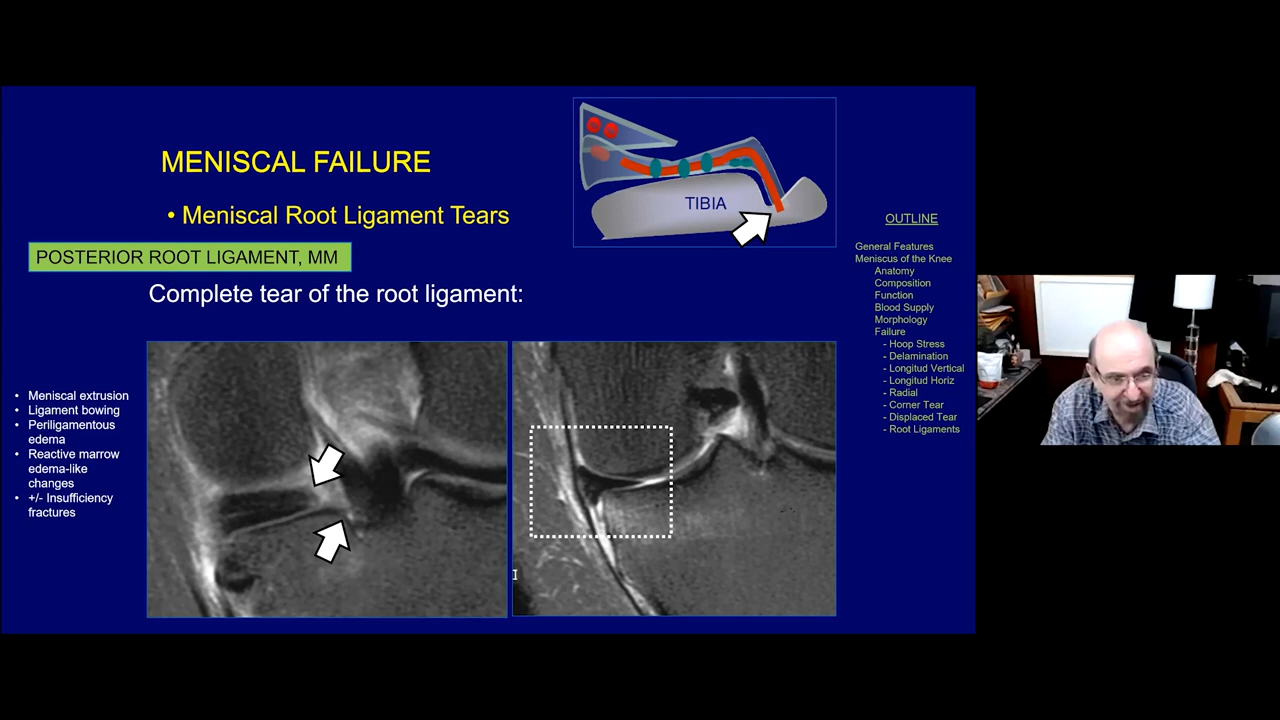 MENISCAL FAILURE
• Meniscal Root Ligament Tears
POSTERIOR ROOT LIGAMENT, MM
Complete tear of the root ligament:
TIBIA
• Meniscal extrusion
• Ligament bowing
• Periligamentous
edema
• Reactive marrow
edema-like
changes
• +/- Insufficiency
fractures
I
OUTLINE
General Features
Meniscus of the Knee
Anatomy
Composition
Function
Blood Supply
Morphology
Failure
- Hoop Stress
- Delamination
- Longitud Vertical
- Longitud Horiz
- Radial
- Corner Tear
- Displaced Tear
- Root Ligaments